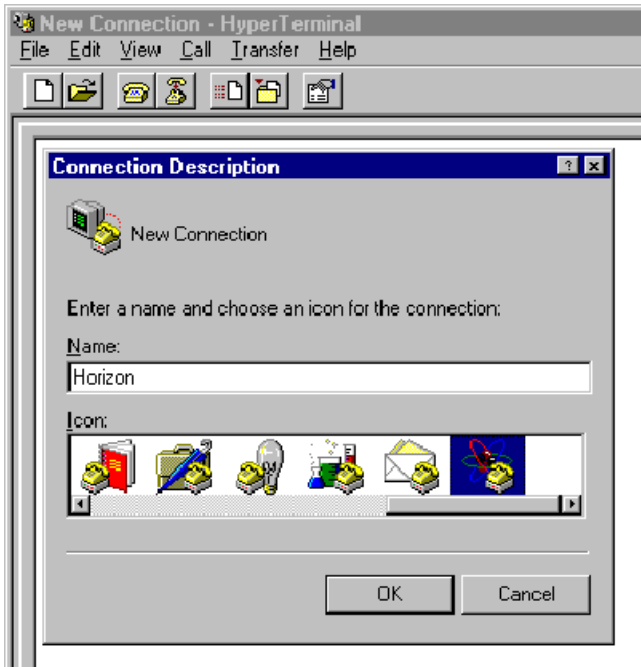 New Connection - HyperTerminal
File Edit View Call Transfer Help
Connection Description
New Connection
Enter a name and choose an icon for the connection:
Name:
Horizon
Icon:
OK Cancel